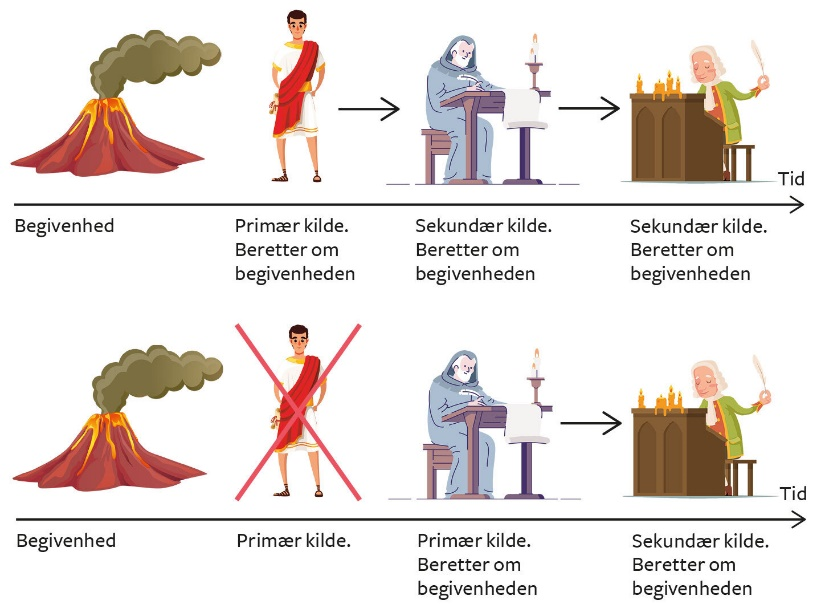 Tid
Begivenhed
Primær kilde.
Beretter om
begivenheden
Sekundær kilde.
Beretter om
begivenheden
Sekundær kilde.
Beretter om
begivenheden
Tid
Begivenhed
Primær kilde.
Primær kilde.
Beretter om
begivenheden
Sekundær kilde.
Beretter om
begivenheden